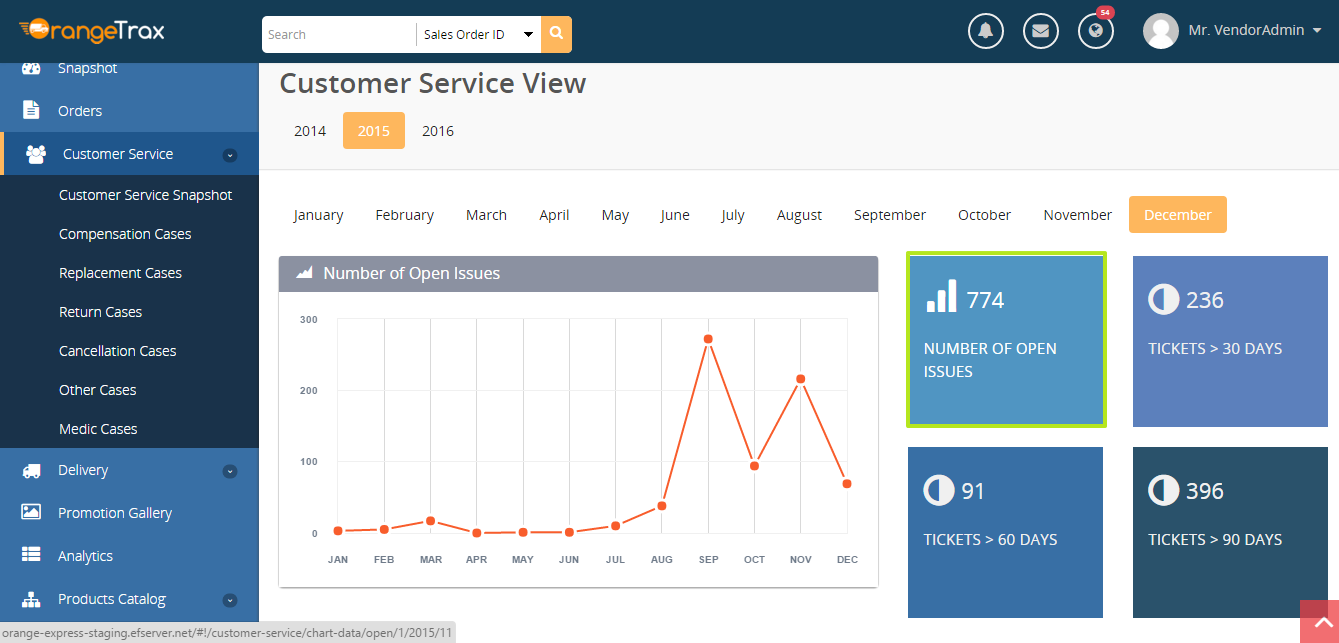 OrangeTrax
Search
Sales Order ID
54
Mr. VendorAdmin
Snapshot
Orders
Customer Service
Customer Service Snapshot
Compensation Cases
Replacement Cases
Return Cases
Cancellation Cases
Other Cases
Medic Cases
Delivery
Promotion Gallery
Analytics
Products Catalog
orange-express-staging.efserver.net/#!/customer-service/chart-data/open/1/2015/11
Customer Service View
2014 2015 2016
January February March April May June July August September October November December
Number of Open Issues
300
200
100
0
JAN FEB MAR APR MAY JUN JUL AUG SEP OCT NOV DEC
774
NUMBER OF OPEN
ISSUES
236
TICKETS > 30 DAYS
91
TICKETS > 60 DAYS
396
TICKETS > 90 DAYS